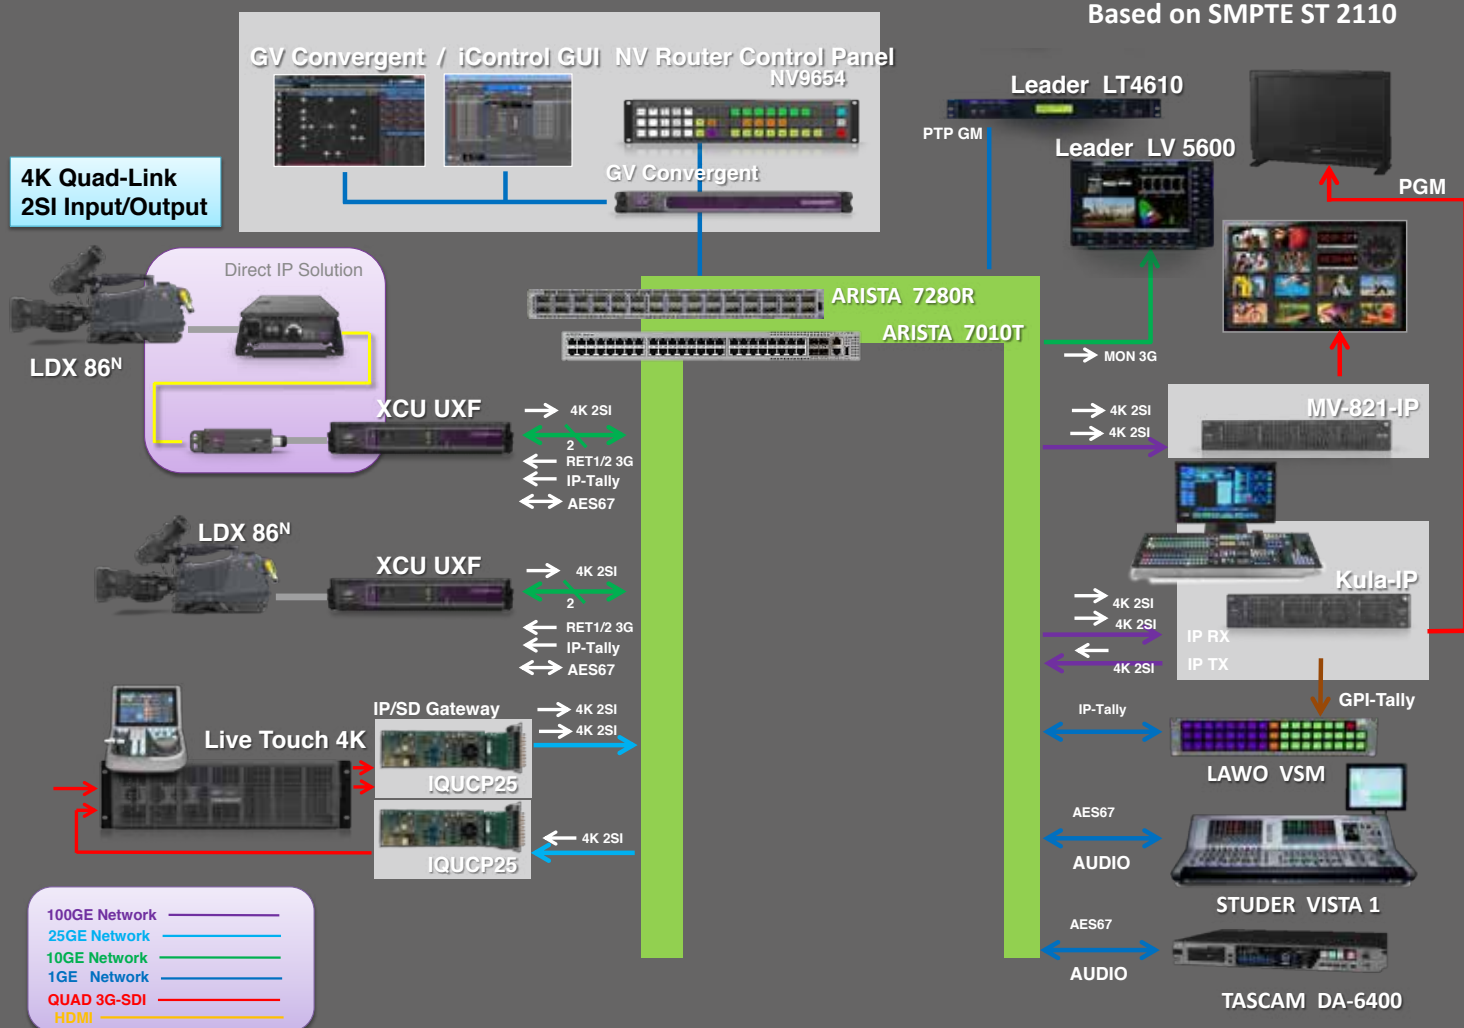 Based on SMPTE ST 2110
GV Convergent / iControl GUI NV Router Control Panel
NV9654
Leader LT4610
PTP GM
Leader LV 5600
GV Convergent
PGM
4K Quad-Link
2SI Input/Output
Direct IP Solution
LDX 86N
ARISTA 7280R
ARISTA 7010T
MON 3G
XCU UXF
4K 2SI
2
RET1/2 3G
IP-Tally
AES67
4K 2SI
4K 2SI
MV-821-IP
LDX 86N
XCU UXF
4K 2SI
2
RET1/2 3G
IP-Tally
AES67
Kula-IP
4K 2SI
4K 2SI
IP RX
IP TX
4K 2SI
GPI-Tally
IP/SD Gateway
4K 2SI
4K 2SI
Live Touch 4K
IQUCP25
IP-Tally
LAWO VSM
4K 2SI
IQUCP25
AES67
AUDIO
STUDER VISTA 1
AES67
AUDIO
TASCAM DA-6400
100GE Network
25GE Network
10GE Network
1GE Network
QUAD 3G-SDI
HDMI